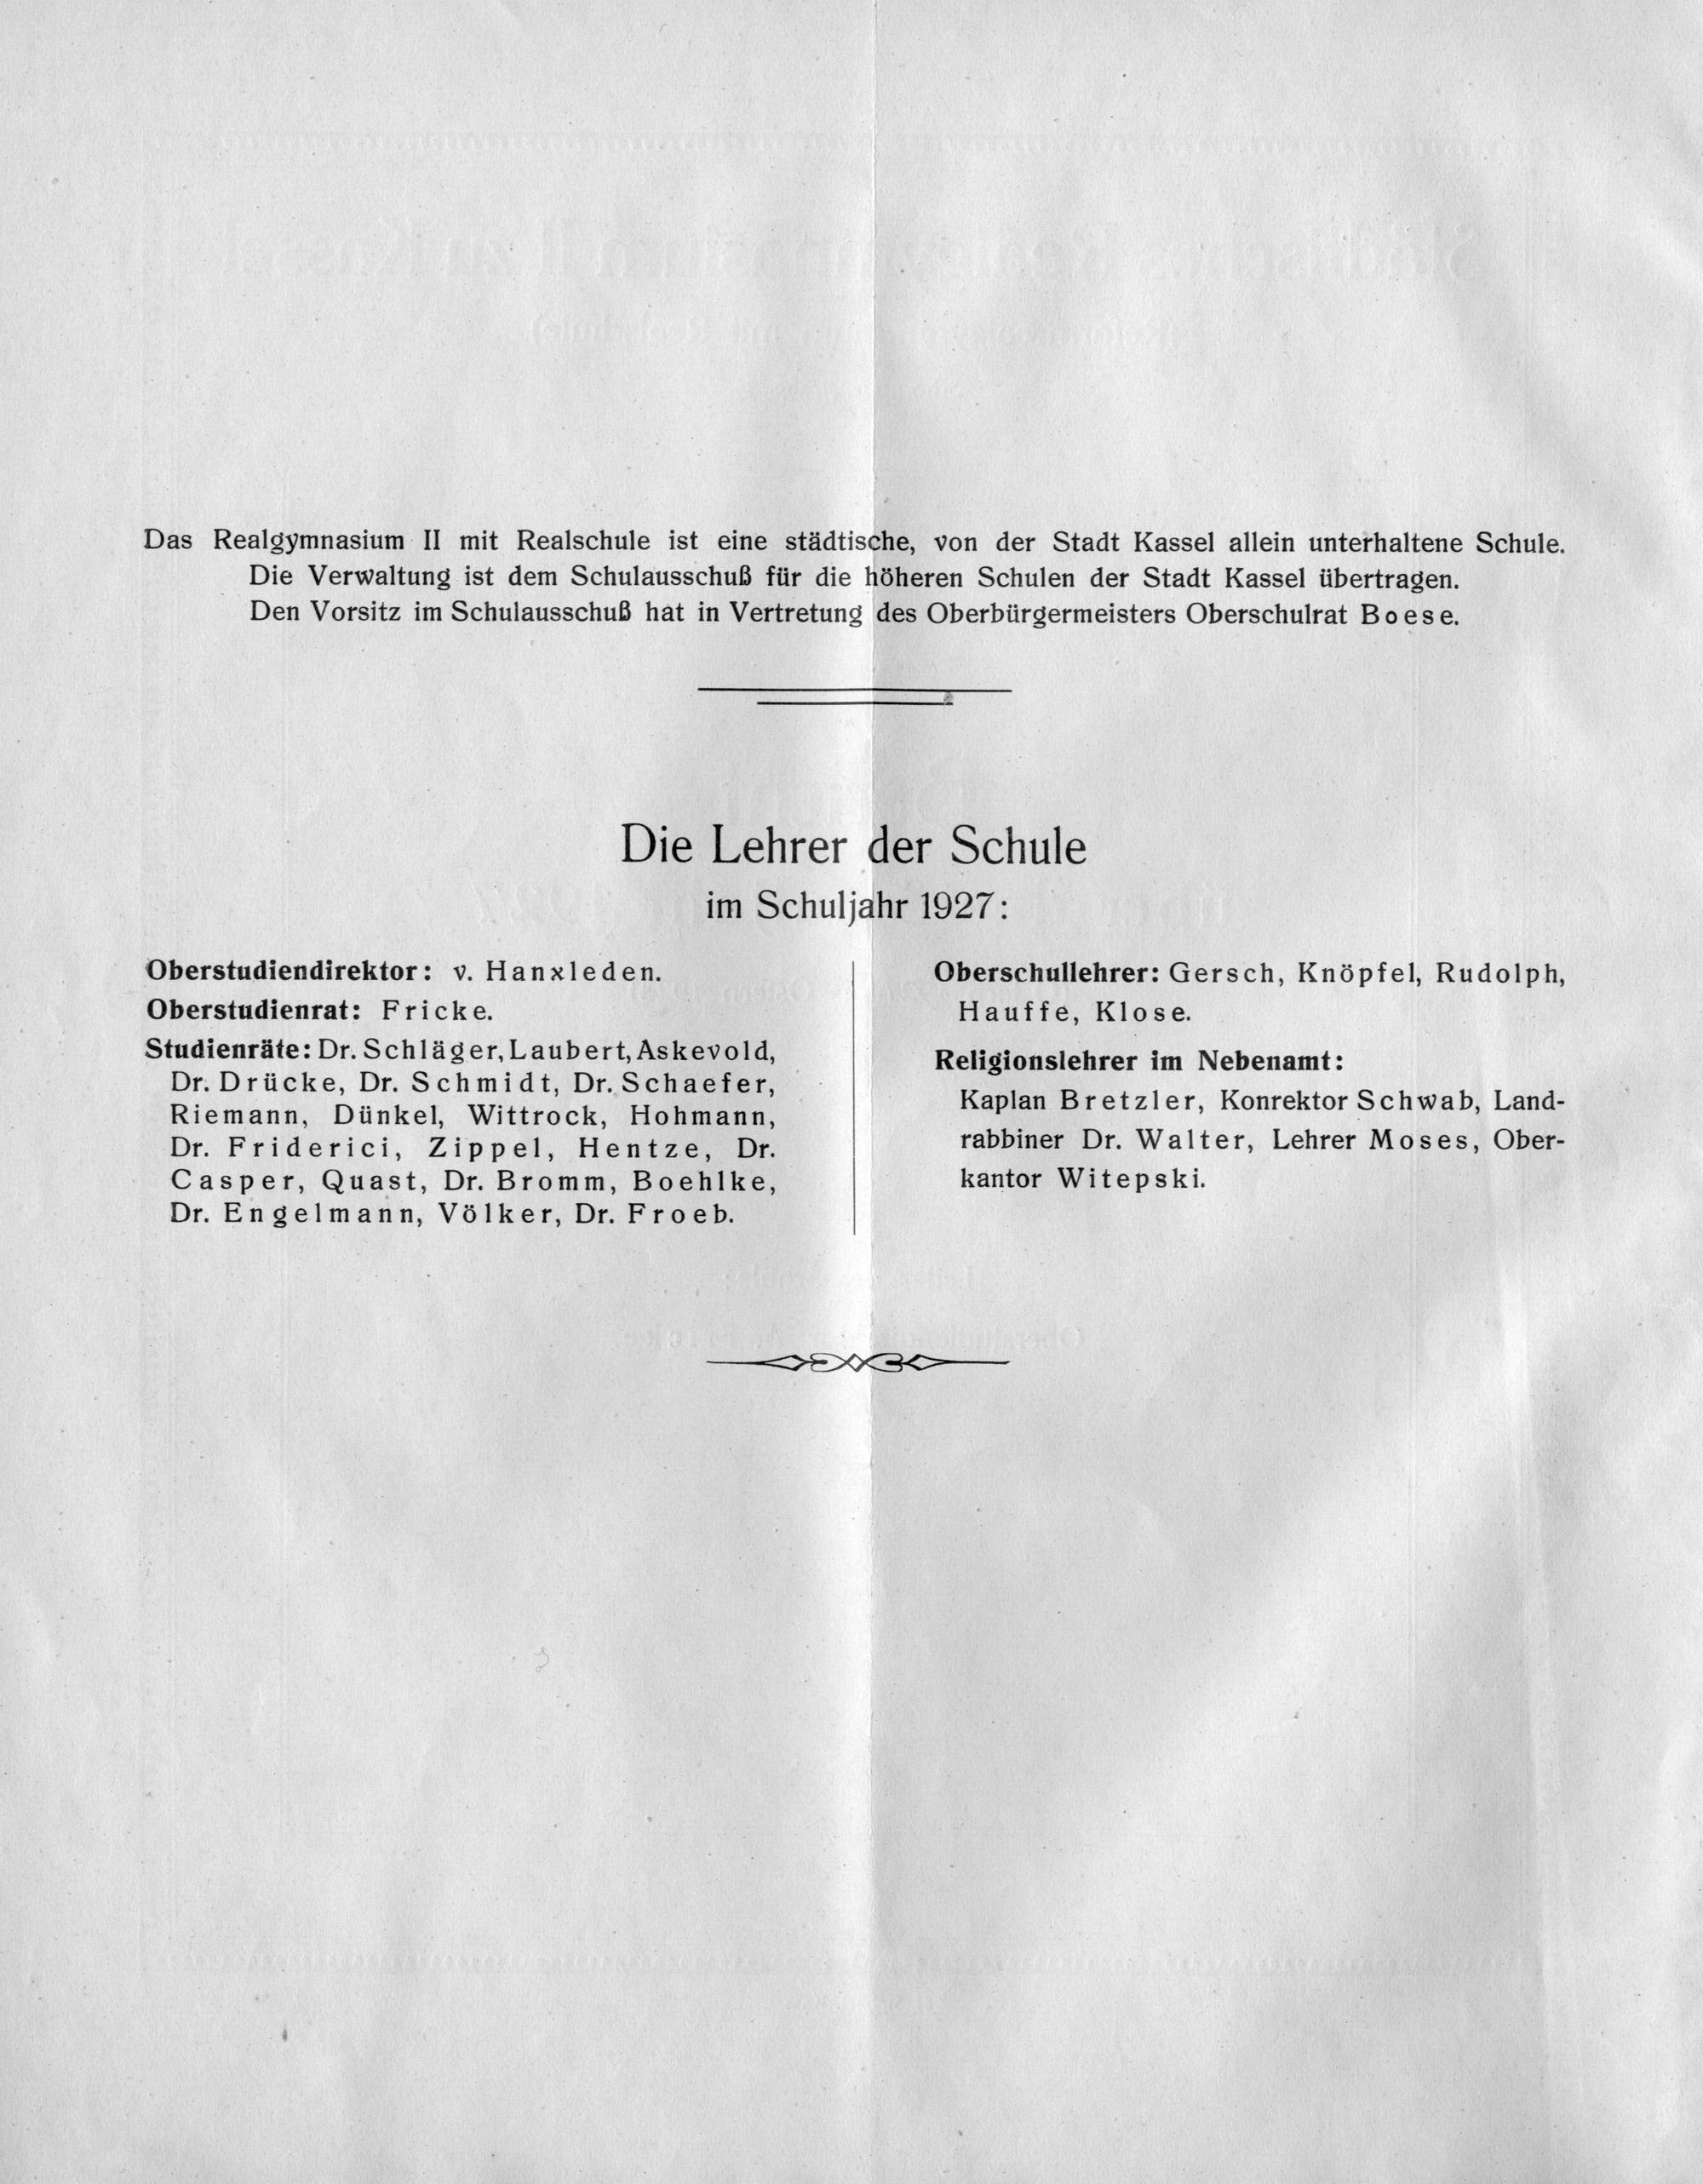 Das Realgymnasium II mit Realschule ist eine städtische, von der Stadt Kassel allein unterhaltene Schule.
Die Verwaltung ist dem Schulausschuß für die höheren Schulen der Stadt Kassel übertragen.
Den Vorsitz im Schulausschuß hat in Vertretung des Oberbürgermeisters Oberschulrat Boese.
Die Lehrer der Schule
im Schuljahr 1927:
Oberstudiendirektor: v. Hanxleden.
Oberstudienrat: Fricke.
Studienräte: Dr. Schläger, Laubert, Askevold,
Dr. Drücke, Dr. Schmidt, Dr. Schaefer,
Riemann, Dünkel, Wittrock, Hohmann,
Dr. Friderici, Zippel, Hentze, Dr.
Casper, Quast, Dr. Bromm, Boehlke,
Dr. Engelmann, Völker, Dr. Froeb.
Oberschullehrer: Gersch, Knöpfel, Rudolph,
Hauffe, Klose.
Religionslehrer im Nebenamt:
Kaplan Bretzler, Konrektor Schwab, Land-
rabbiner Dr. Walter, Lehrer Moses, Ober-
kantor Witepski.